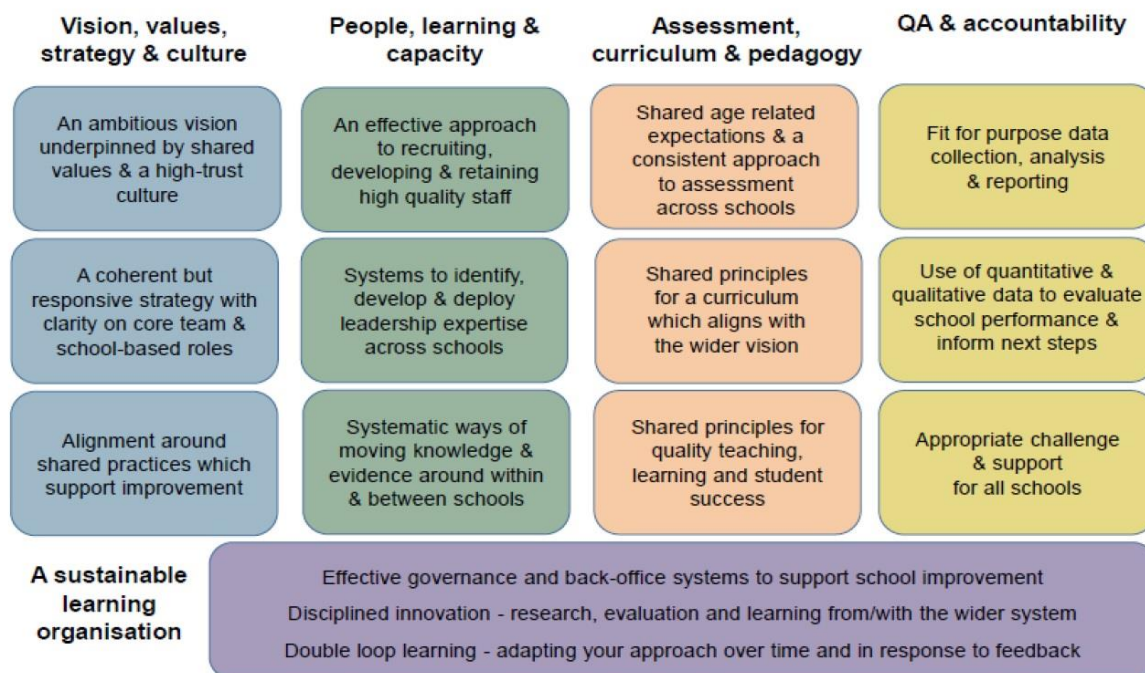 Vision, values,
strategy & culture
An ambitious vision
underpinned by shared
values & a high-trust
culture
A coherent but
responsive strategy with
clarity on core team &
school-based roles
Alignment around
shared practices which
support improvement
People, learning &
capacity
An effective approach
to recruiting,
developing & retaining
high quality staff
Systems to identify,
develop & deploy
leadership expertise
across schools
Systematic ways of
moving knowledge &
evidence around within
& between schools
Assessment,
curriculum & pedagogy
Shared age related
expectations & a
consistent approach
to assessment
across schools
Shared principles
for a curriculum
which aligns with
the wider vision
Shared principles for
quality teaching,
learning and student
success
QA & accountability
Fit for purpose data
collection, analysis
& reporting
Use of quantitative &
qualitative data to evaluate
school performance &
inform next steps
Appropriate challenge
& support
for all schools
A sustainable
learning
organisation
Effective governance and back-office systems to support school improvement
Disciplined innovation - research, evaluation and learning from/with the wider system
Double loop learning - adapting your approach over time and in response to feedback